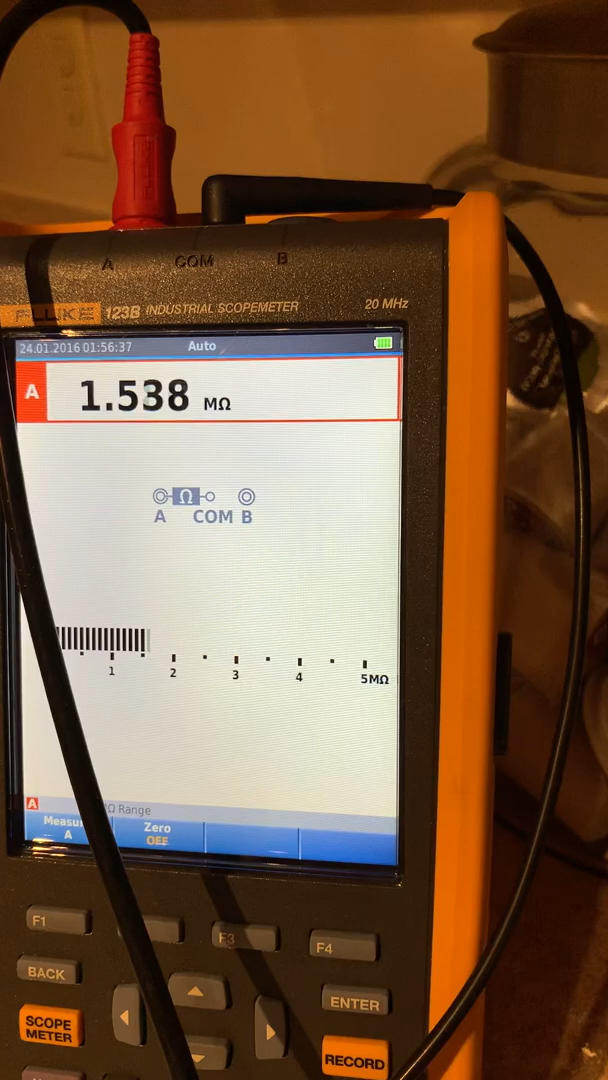 FLUKE
A COM B
FLUKE 123B INDUSTRIAL SCOPEMETER 20 MHz
24.01.2016 01:56:37 Auto
A 1.538 MΩ
Ω
A COM B
1 2 3 4 5MΩ
A Range
Zero
A OFF
F1 F3 F4
BACK
ENTER
SCOPE
METER
RECORD